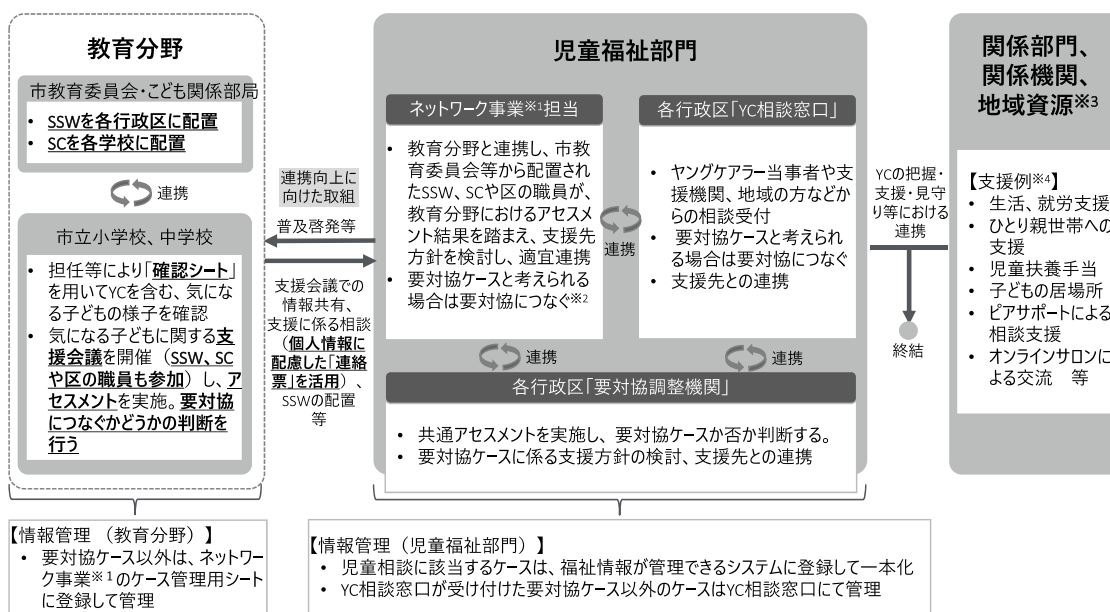 教育分野
市教育委員会・こども関係部局
• SSWを各行政区に配置
• SCを各学校に配置
連携
市立小学校、中学校
• 担任等により「確認シート」
を用いてYCを含む、気にな
る子どもの様子を確認
• 気になる子どもに関する支
援会議を開催（SSW、SC
や区の職員も参加）し、ア
セスメントを実施。要対協
につなぐかどうかの判断を
行う
連携向上に
向けた取組
普及啓発等
支援会議での
情報共有、
支援に係る相談
（個人情報に
配慮した「連絡
票」を活用）、
SSWの配置
等
児童福祉部門
ネットワーク事業※1担当
• 教育分野と連携し、市教
育委員会等から配置され
たSSW、SCや区の職員が、
教育分野におけるアセスメ
ント結果を踏まえ、支援先
方針を検討し、適宜連携
• 要対協ケースと考えられる
場合は要対協につなぐ※2
連携
各行政区「YC相談窓口」
• ヤングケアラー当事者や支
援機関、地域の方などか
らの相談受付
• 要対協ケースと考えられ
る場合は要対協につなぐ
• 支援先との連携
連携
連携
各行政区「要対協調整機関」
• 共通アセスメントを実施し、要対協ケースか否か判断する。
• 要対協ケースに係る支援方針の検討、支援先との連携
YCの把握・
支援・見守
り等における
連携
終結
関係部門、
関係機関、
地域資源※3
【支援例※4】
• 生活、就労支援
• ひとり親世帯への
支援
• 児童扶養手当
• 子どもの居場所
• ピアサポートによる
相談支援
• オンラインサロンに
よる交流 等
【情報管理（教育分野）】
• 要対協ケース以外は、ネットワー
ク事業※1のケース管理用シート
に登録して管理
【情報管理（児童福祉部門）】
• 児童相談に該当するケースは、福祉情報が管理できるシステムに登録して一本化
• YC相談窓口が受け付けた要対協ケース以外のケースはYC相談窓口にて管理